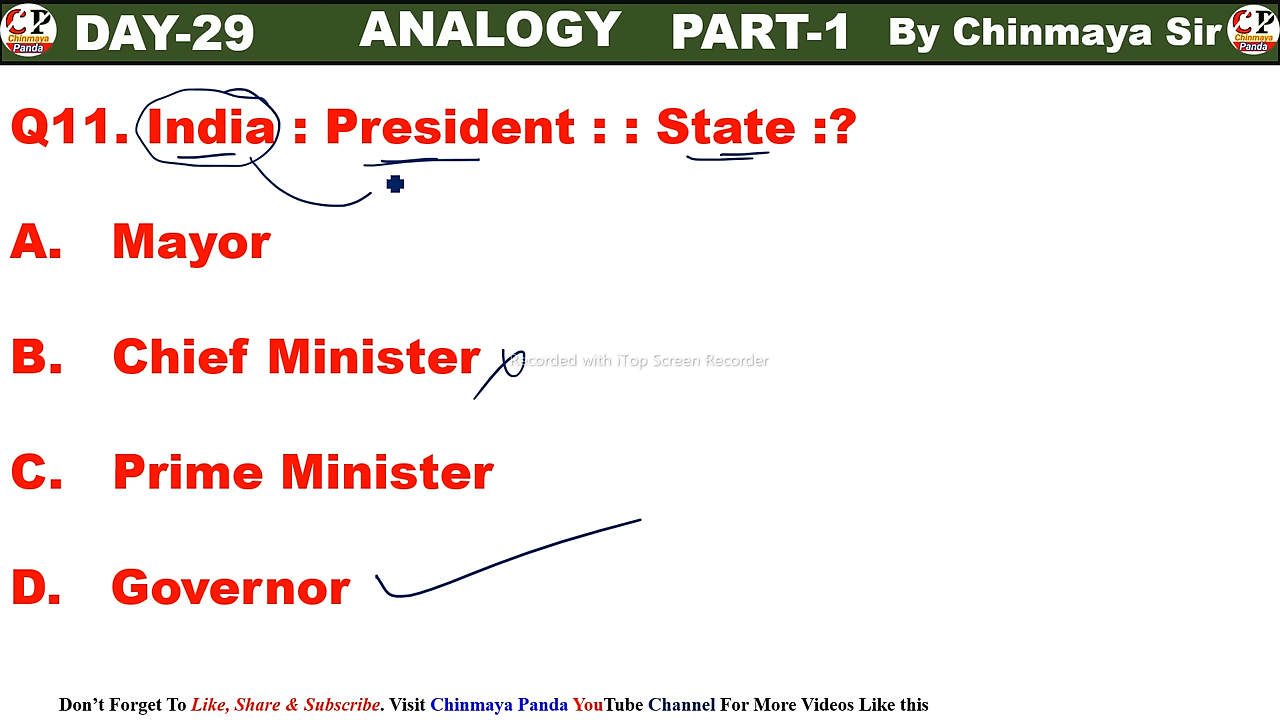 CP Chinmaya Panda DAY-29 ANALOGY PART-1 By Chinmaya Sir CP Chinmaya Panda
Q11. India : President : : State :?
A. Mayor
B. Chief Minister
Recorded with iTop Screen Recorder
C. Prime Minister
D. Governor
Don’t Forget To Like, Share & Subscribe. Visit Chinmaya Panda YouTube Channel For More Videos Like this